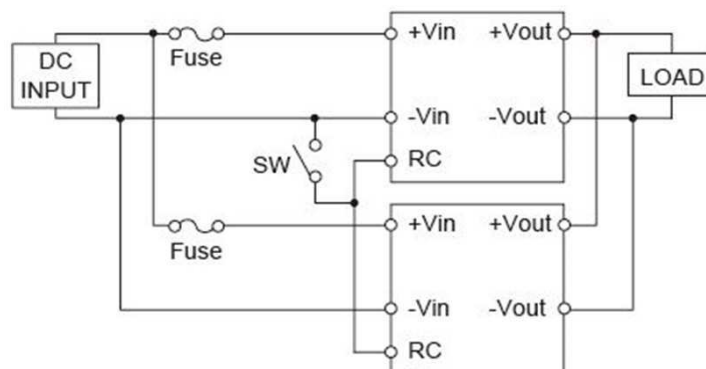 DC
INPUT
Fuse
+Vin
+Vout
LOAD
-Vin
-Vout
SW
RC
Fuse
+Vin
+Vout
-Vin
-Vout
RC